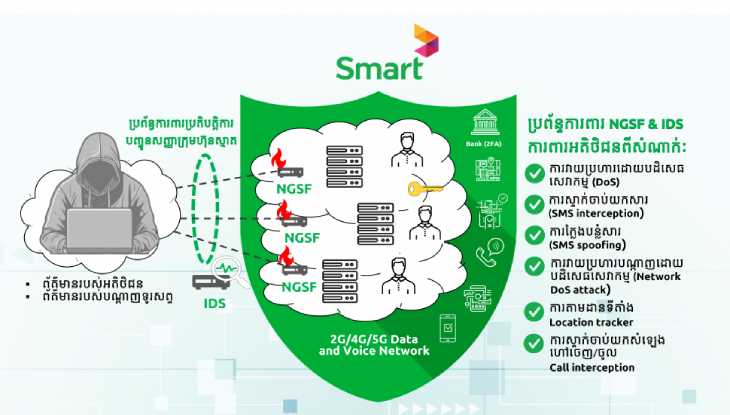 Smart
ប្រព័ន្ធការពារប្រតិបត្តិការ
បញ្ជូនសញ្ញាក្រុមហ៊ុនស្មាត
NGSF
NGSF
NGSF
IDS
• ព័ត៌មានរបស់អតិថិជន
• ព័ត៌មានរបស់បណ្តាញទូរសព្ទ
Bank (2FA)
2G/4G/5G Data
and Voice Network
ប្រព័ន្ធការពារ NGSF & IDS
ការពារអតិថិជនពីសំណាក់:
ការវាយប្រហារដោយបដិសេធ
សេវាកម្ម (DoS)
ការស្ទាក់ចាប់យកសារ
(SMS interception)
ការក្លែងបន្លំសារ
(SMS spoofing)
ការវាយប្រហារបណ្តាញដោយ
បដិសេធសេវាកម្ម (Network
DoS attack)
ការតាមដានទីតាំង
Location tracker
ការស្ទាក់ចាប់យកសំឡេង
ហៅចេញ/ចូល
Call interception